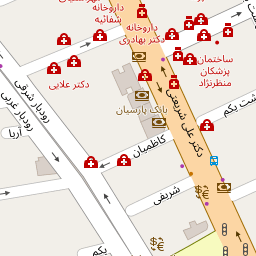 داروخانه
شفائیه
داروخانه
دکتر بهادری
ساختمان
پزشکان
منظرنژاد
دکتر علایی
رودبار شرقی
رودبار غربی
آریا
بانک پارسیان
دکتر علی شریعتی
کاظمیان
شریفی